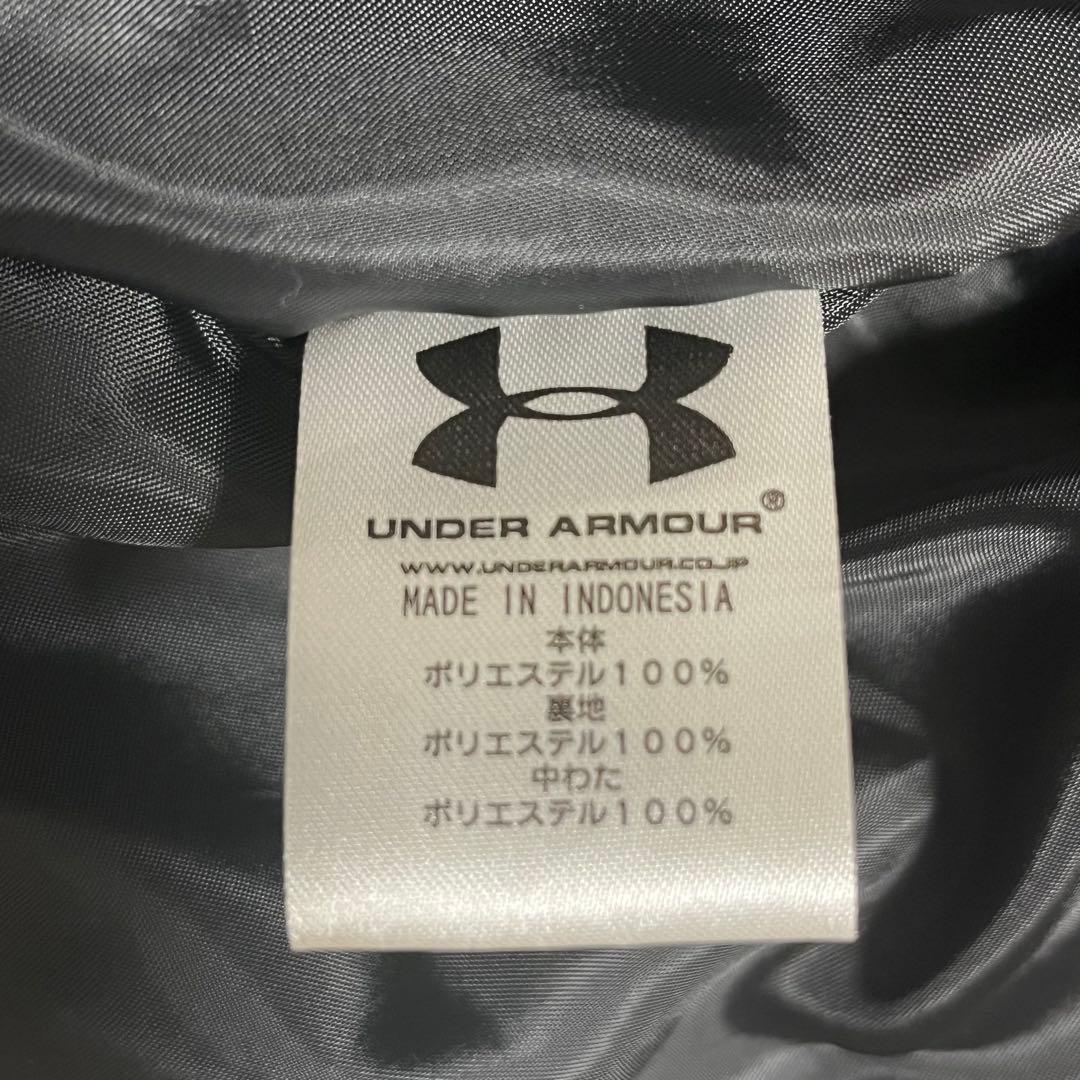 UNDER ARMOUR®
WWW.UNDERARMOUR.CO.JP
MADE IN INDONESIA
本体
ポリエステル100%
裏地
ポリエステル100%
中わた
ポリエステル100%